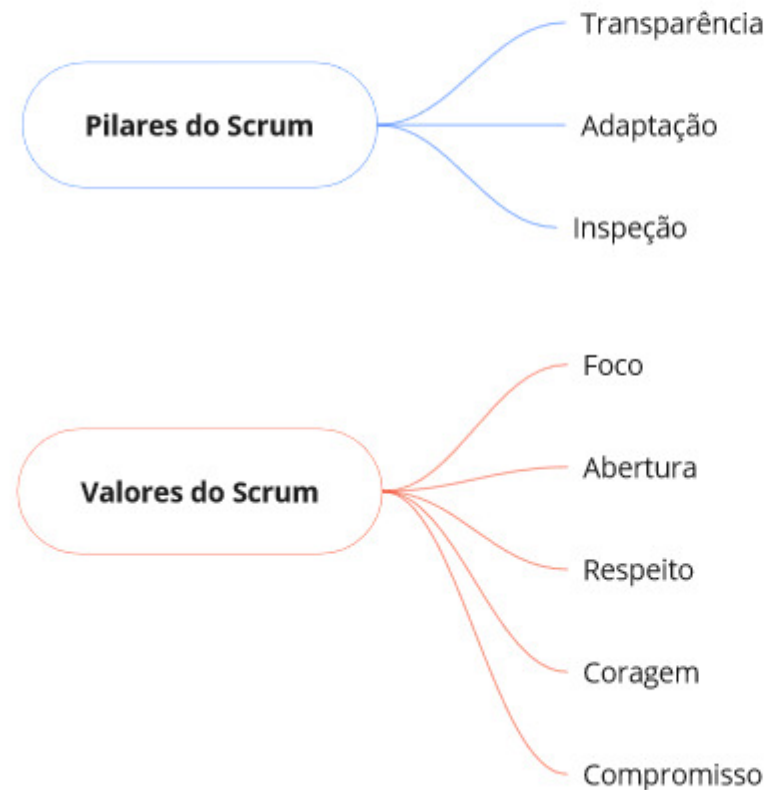 Pilares do Scrum
Transparência
Adaptação
Inspeção
Valores do Scrum
Foco
Abertura
Respeito
Coragem
Compromisso